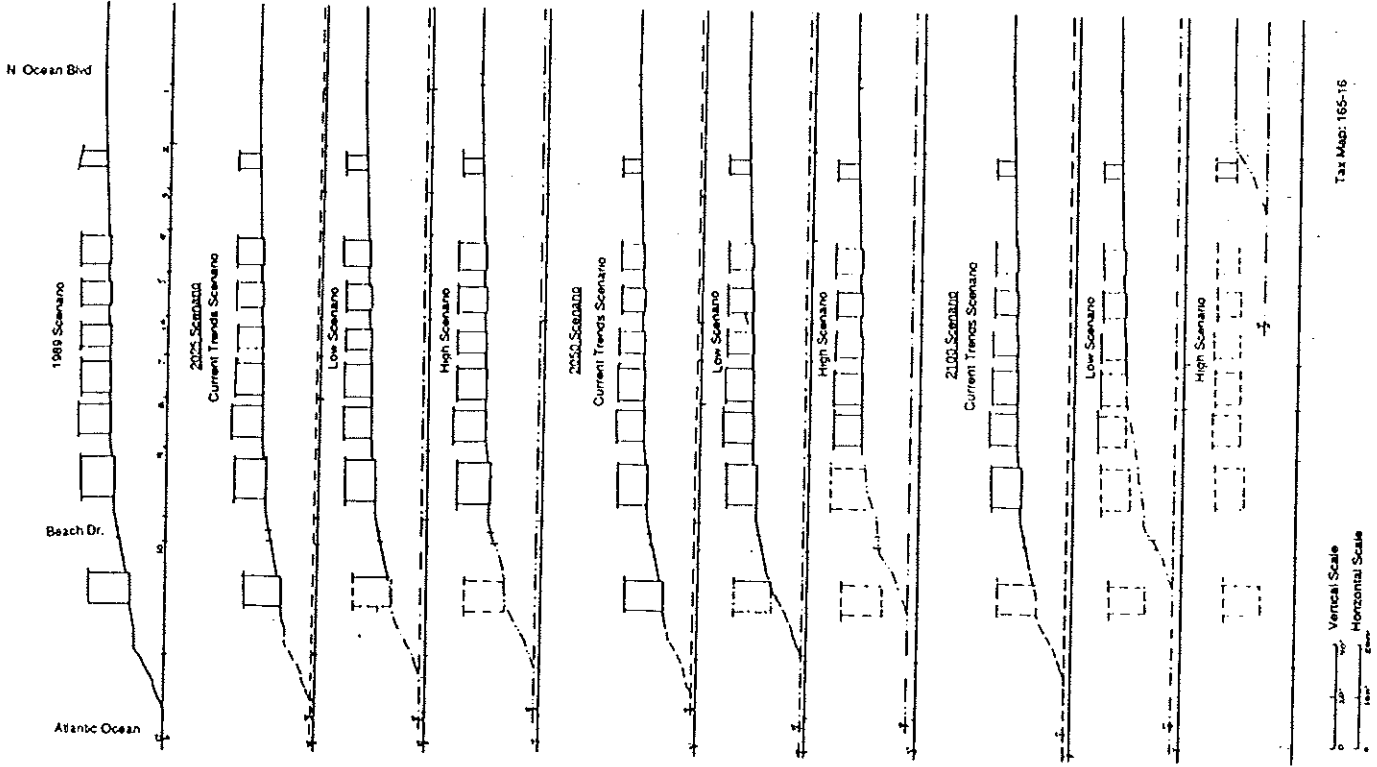 N Ocean Blvd
Beach Dr.
Atlantic Ocean
1989 Scenario
2025 Scenario
Current Trends Scenario
Low Scenario
High Scenario
2050 Scenario
Current Trends Scenario
Low Scenario
High Scenario
2100 Scenario
Current Trends Scenario
Low Scenario
High Scenario
Tax Map: 165-16
Vertical Scale
Horizontal Scale